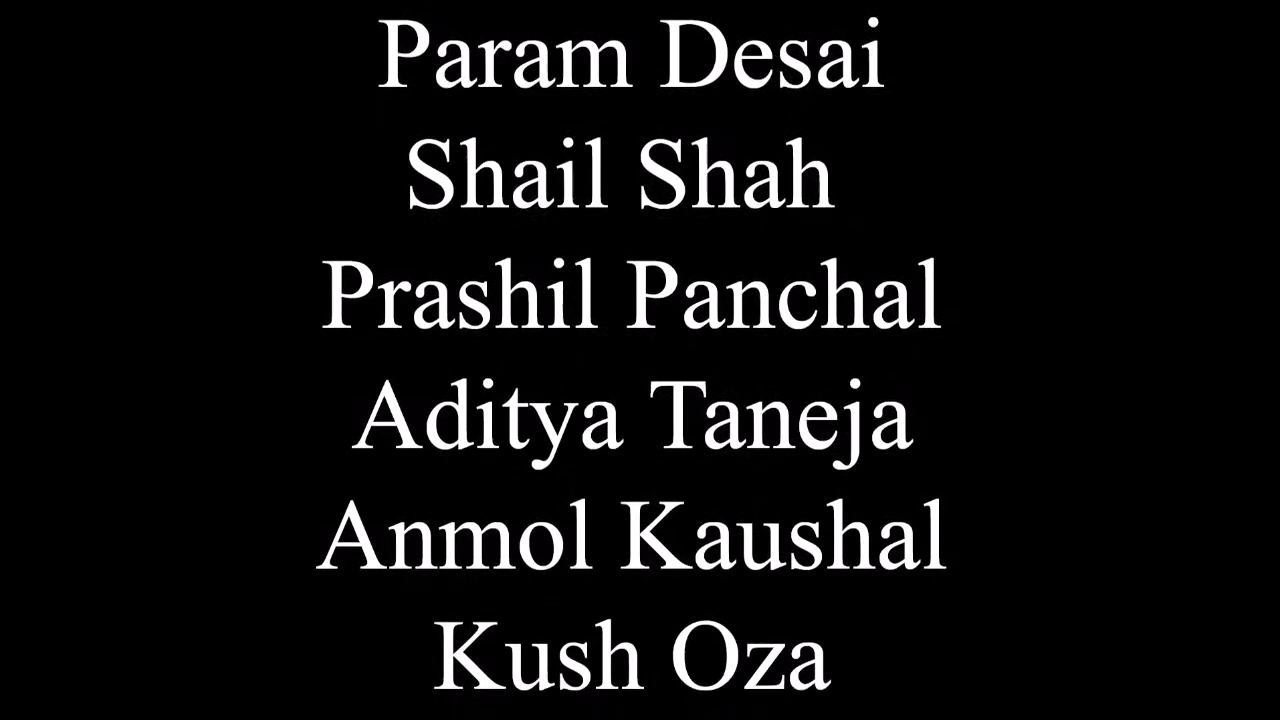 Param Desai
Shail Shah
Prashil Panchal
Aditya Taneja
Anmol Kaushal
Kush Oza